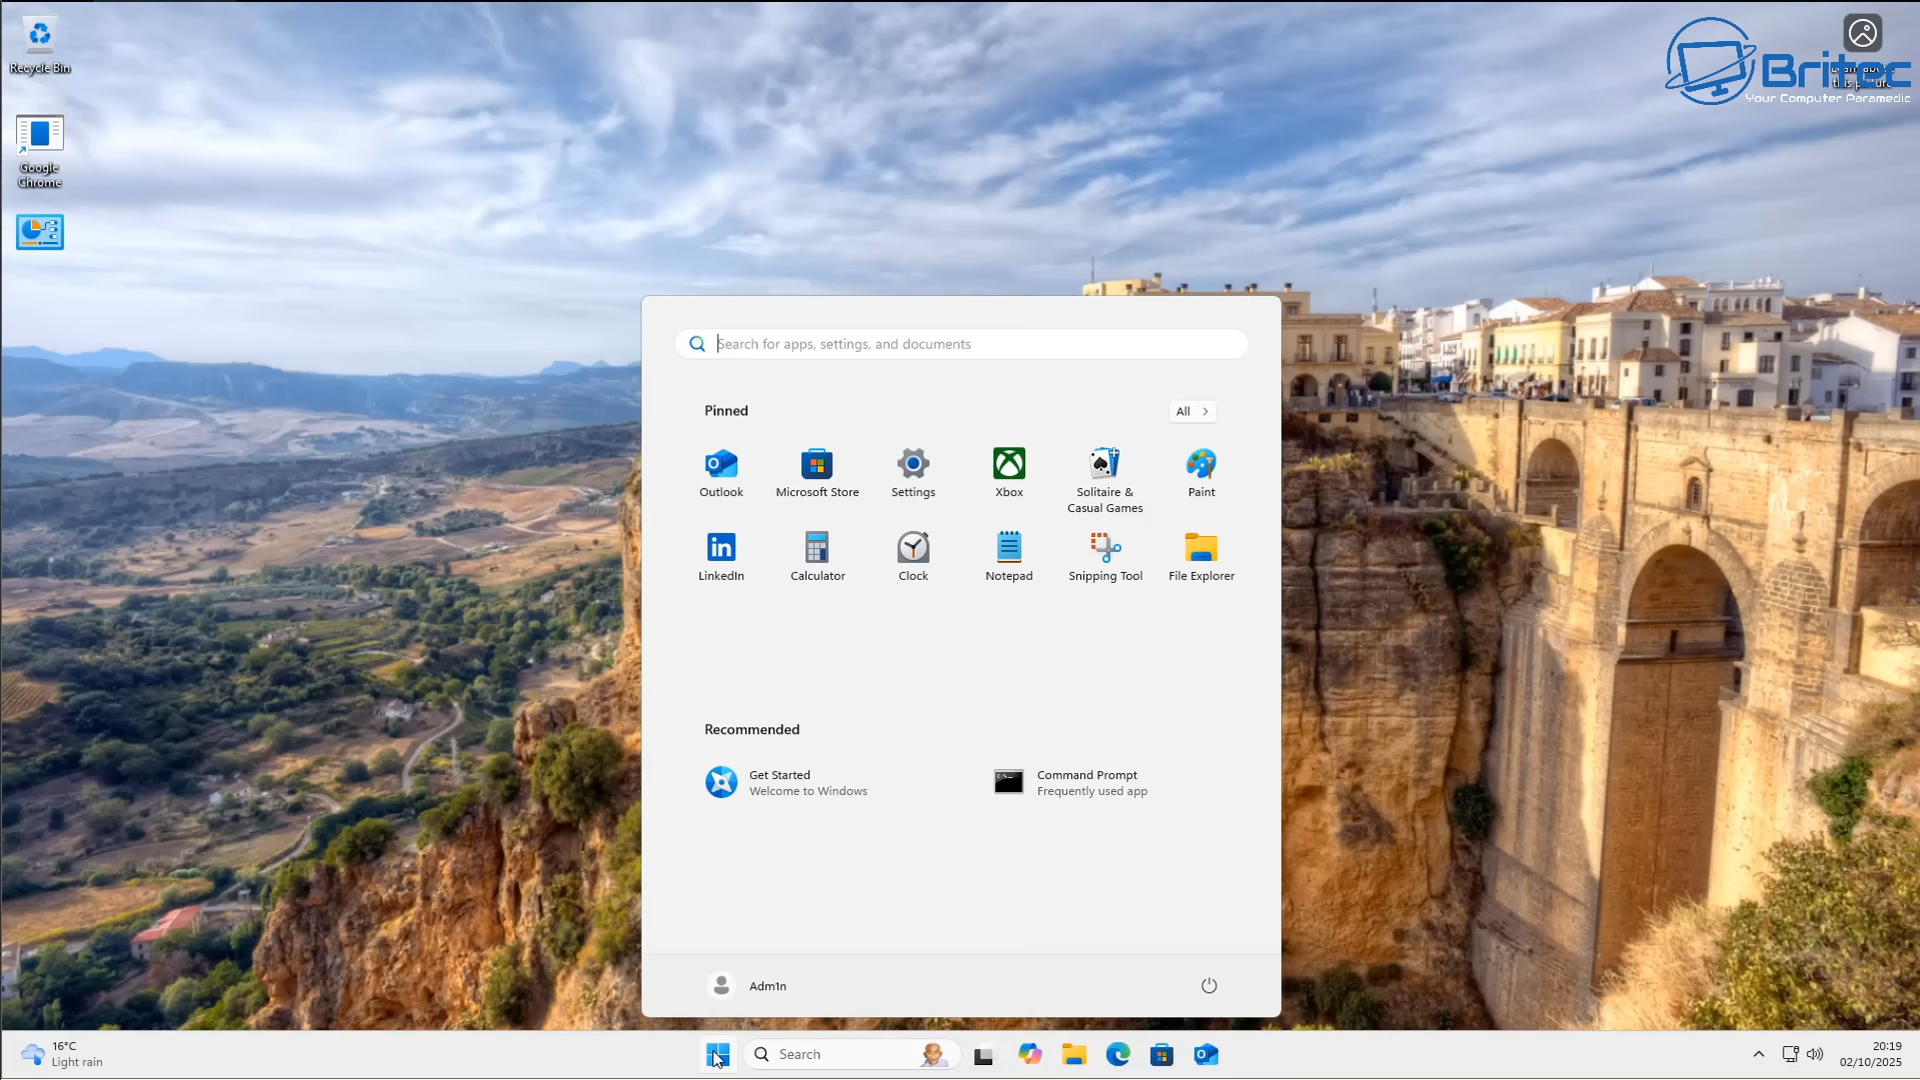 Recycle Bin
Google
Chrome
Britec
Your Computer Paramedic
Search for apps, settings, and documents
Pinned
All
Outlook
Microsoft Store
Settings
Xbox
Solitaire &
Casual Games
Paint
LinkedIn
Calculator
Clock
Notepad
Snipping Tool
File Explorer
Recommended
Get Started
Welcome to Windows
Command Prompt
Frequently used app
Adm1n
16°C
Light rain
Search
20:19
02/10/2025